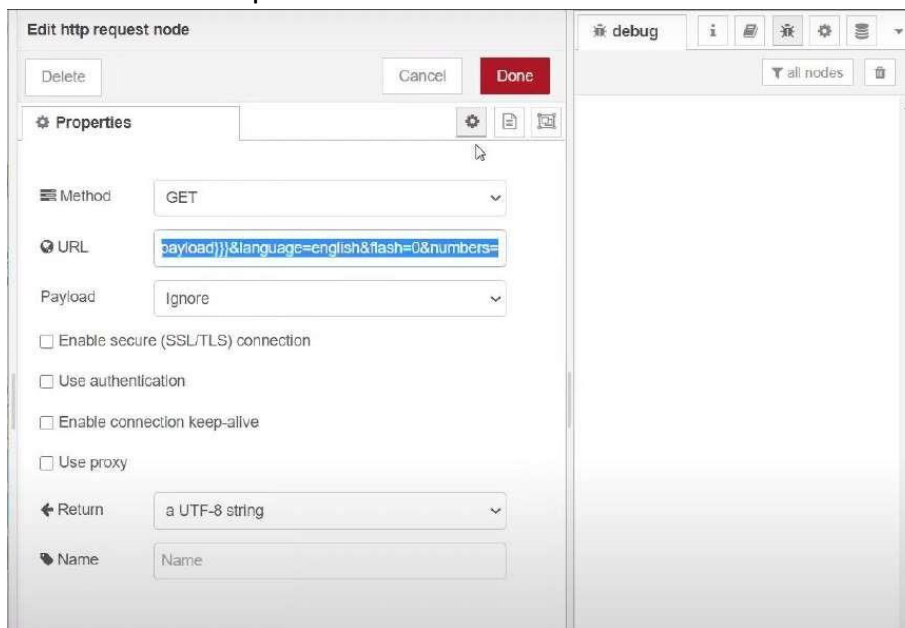 Edit http request node
debug
Delete
Cancel
Done
all nodes
Properties
Method
GET
URL
payload}}}&language=english&flash=0&numbers=
Payload
Ignore
Enable secure (SSL/TLS) connection
Use authentication
Enable connection keep-alive
Use proxy
Return
a UTF-8 string
Name
Name